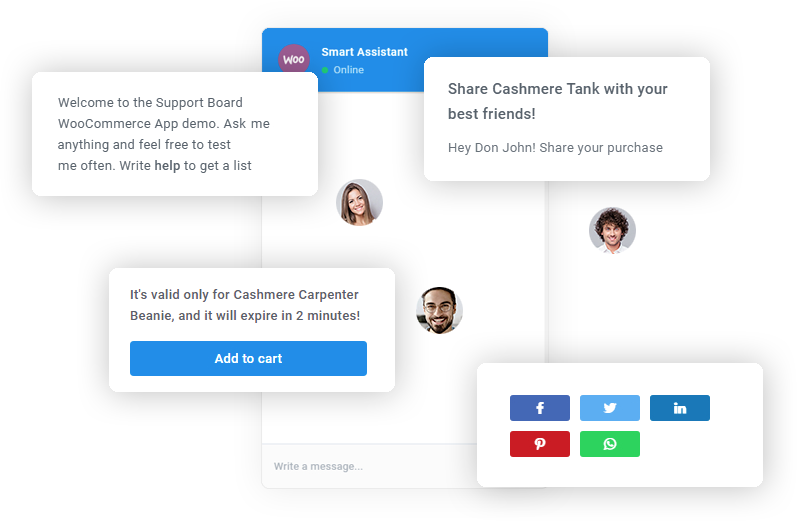 Woo
Smart Assistant
Online
Welcome to the Support Board
WooCommerce App demo. Ask me
anything and feel free to test
me often. Write help to get a list
Share Cashmere Tank with your
best friends!
Hey Don John! Share your purchase
It's valid only for Cashmere Carpenter
Beanie, and it will expire in 2 minutes!
Add to cart
Write a message...